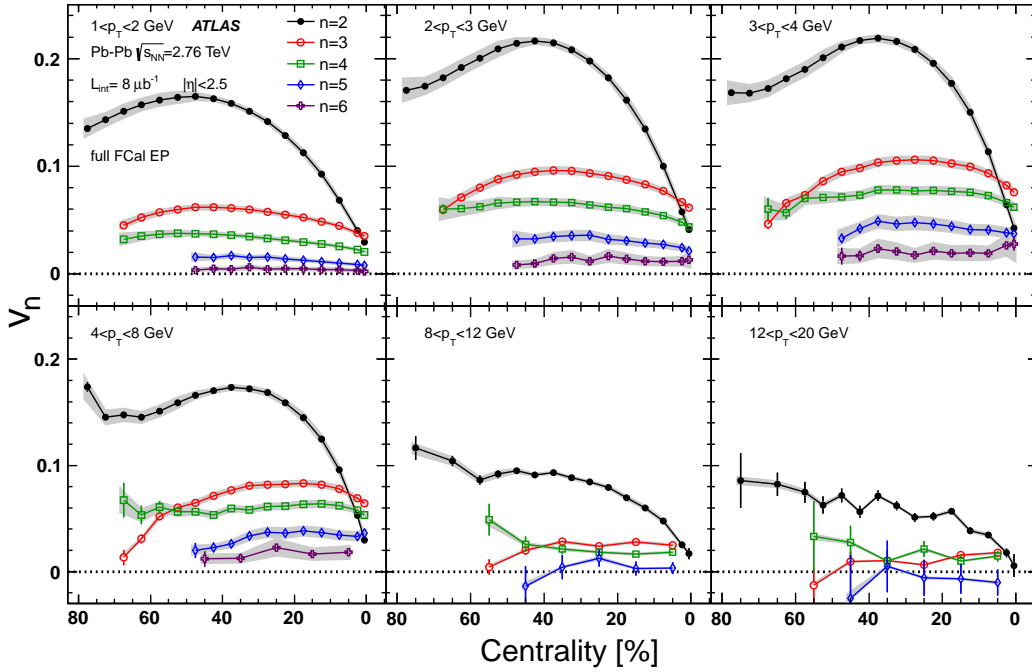 1<p_T<2 GeV ATLAS
Pb-Pb √s_NN=2.76 TeV
L_int= 8 μb⁻¹ |η|<2.5
full FCal EP
n=2
n=3
n=4
n=5
n=6
2<p_T<3 GeV
3<p_T<4 GeV
0.2
0.1
0
v_n
4<p_T<8 GeV
8<p_T<12 GeV
12<p_T<20 GeV
0.2
0.1
0
80 60 40 20 0
80 60 40 20 0
80 60 40 20 0
Centrality [%]